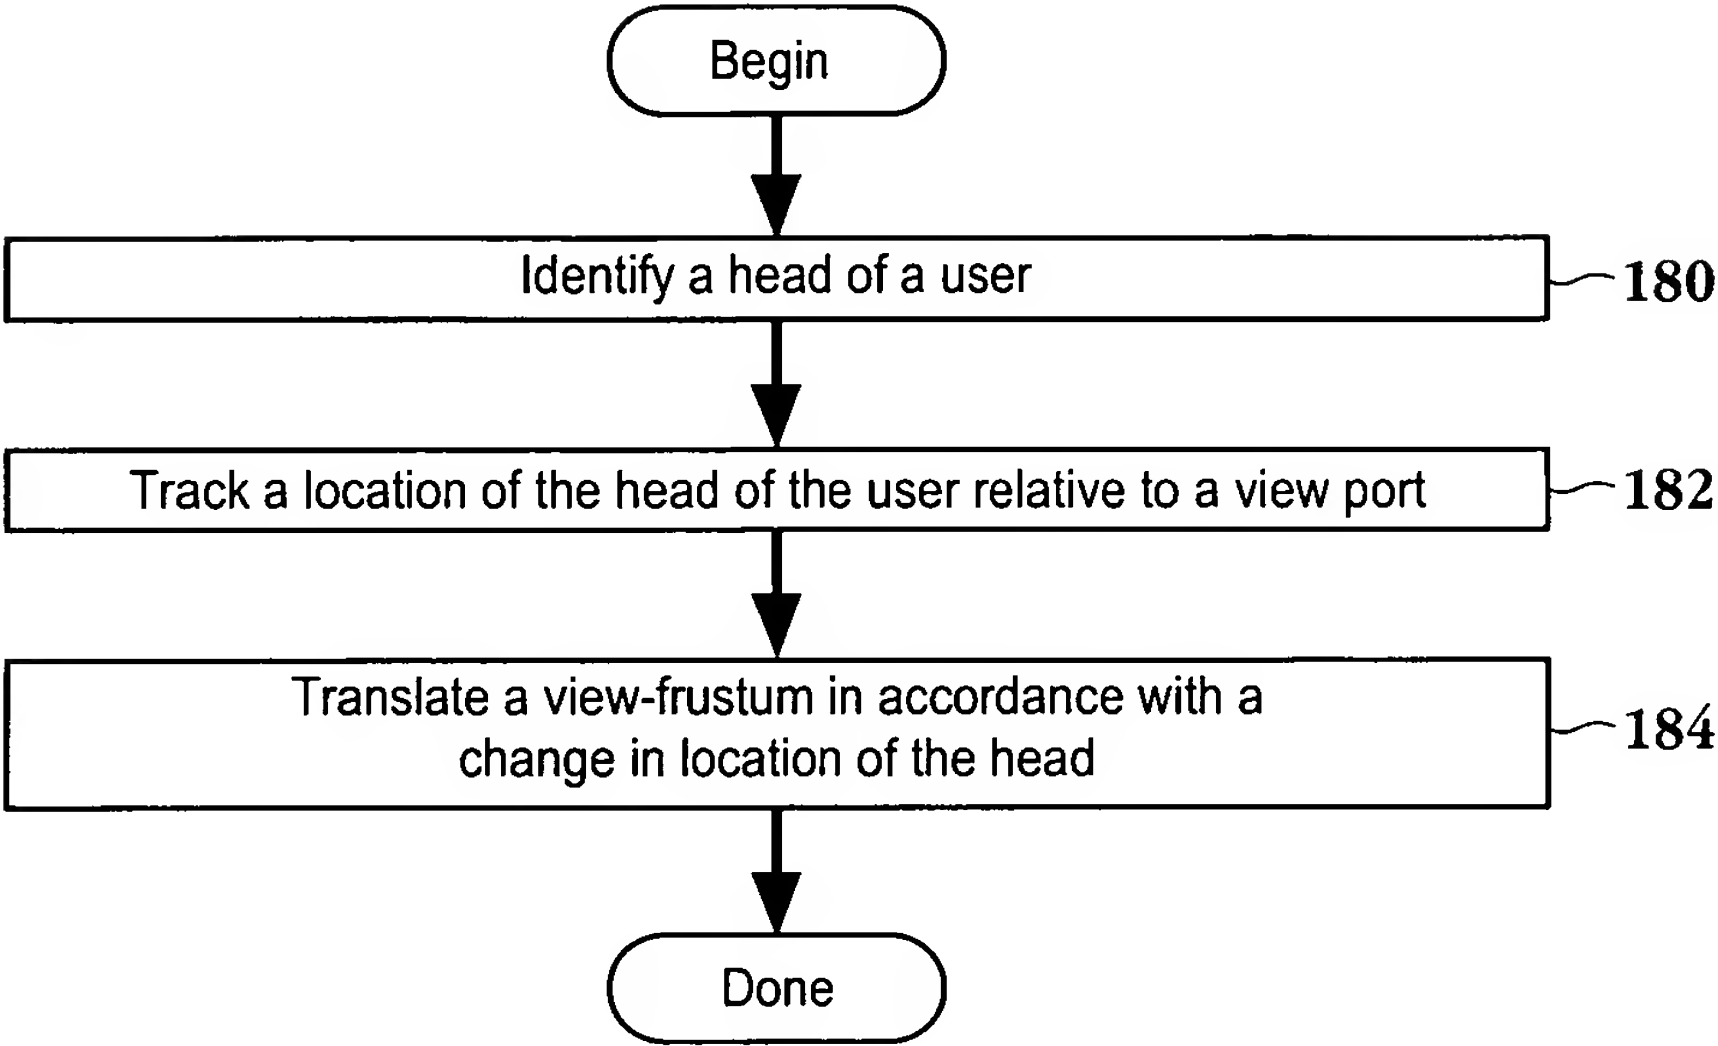 Begin
Identify a head of a user
180
Track a location of the head of the user relative to a view port
182
Translate a view-frustum in accordance with a
change in location of the head
184
Done